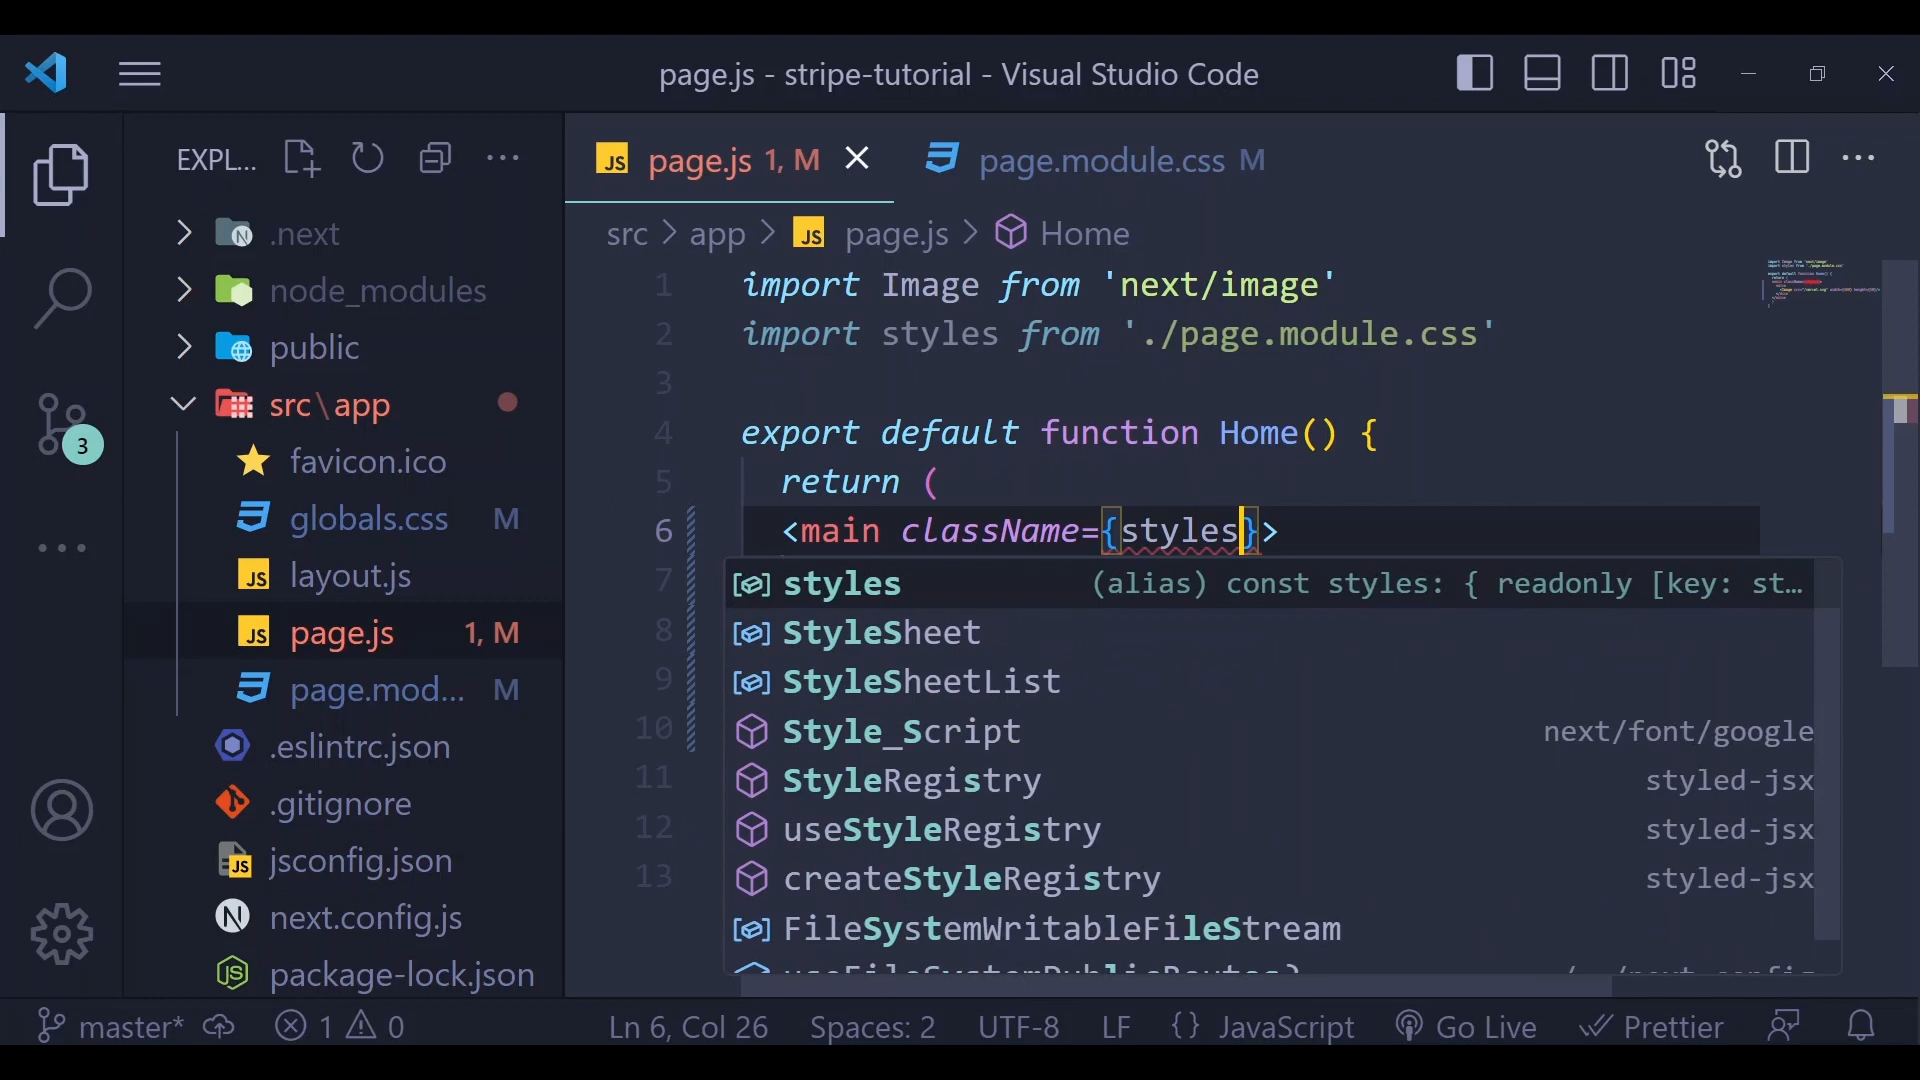 page.js - stripe-tutorial - Visual Studio Code
EXPL...
page.js 1, M
page.module.css M
src > app > JS page.js > Home
.next
node_modules
public
src\app
favicon.ico
globals.css M
JS layout.js
JS page.js 1, M
page.mod... M
.eslintrc.json
.gitignore
jsconfig.json
next.config.js
package-lock.json
3
1 import Image from 'next/image'
2 import styles from './page.module.css'
3
4 export default function Home() {
5 return (
6 <main className={styles}>
7
8
9
10
11
12
13
styles (alias) const styles: { readonly [key: st...
StyleSheet
StyleSheetList
Style_Script next/font/google
StyleRegistry styled-jsx
useStyleRegistry styled-jsx
createStyleRegistry styled-jsx
FileSystemWritableFileStream
master* 1 0 Ln 6, Col 26 Spaces: 2 UTF-8 LF {} JavaScript Go Live Prettier